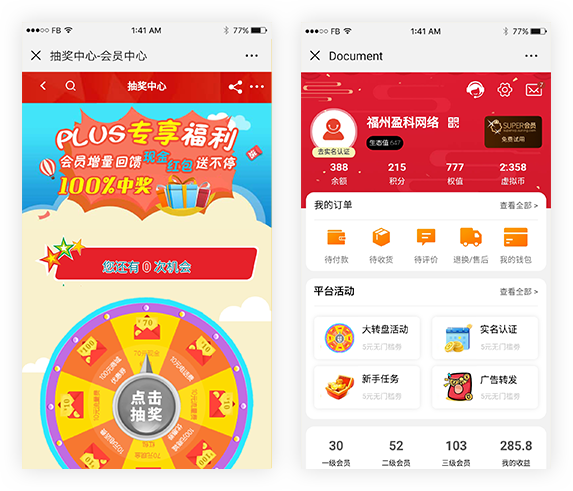 FB 1:41 AM 77%
抽奖中心-会员中心
抽奖中心
PLUS专享福利
会员增量回馈现金红包送不停
100%中奖
您还有0次机会
点击
抽奖
FB 1:41 AM 77%
Document
福州盈科网络
生态值 647
去实名认证
SUPER会员
免费试用
388 215 777 2:358
余额 积分 权值 虚拟币
我的订单 查看全部 >
待付款 待收货 待评价 退换/售后 我的钱包
平台活动 查看全部 >
大转盘活动 实名认证
5元无门槛券 5元无门槛券
新手任务 广告转发
5元无门槛券 5元无门槛券
30 52 103 285.8
一级会员 二级会员 三级会员 我的收益